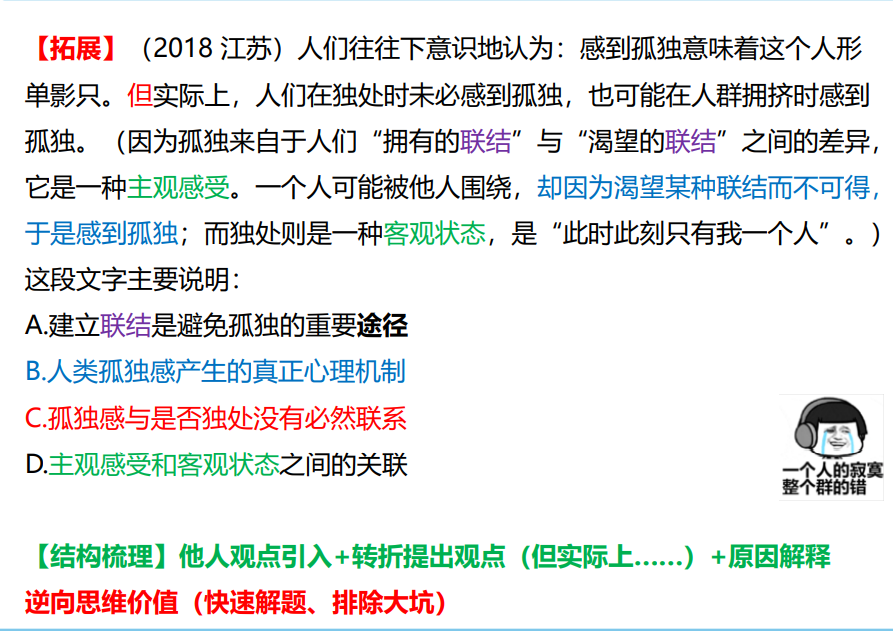 【拓展】（2018 江苏）人们往往下意识地认为：感到孤独意味着这个人形
单影只。但实际上，人们在独处时未必感到孤独，也可能在人群拥挤时感到
孤独。（因为孤独来自于人们“拥有的联结”与“渴望的联结”之间的差异，
它是一种主观感受。一个人可能被他人围绕，却因为渴望某种联结而不可得，
于是感到孤独；而独处则是一种客观状态，是“此时此刻只有我一个人”。）
这段文字主要说明：
A.建立联结是避免孤独的重要途径
B.人类孤独感产生的真正心理机制
C.孤独感与是否独处没有必然联系
D.主观感受和客观状态之间的关联
一个人的寂寞
整个群的错
【结构梳理】他人观点引入+转折提出观点（但实际上……）+原因解释
逆向思维价值（快速解题、排除大坑）